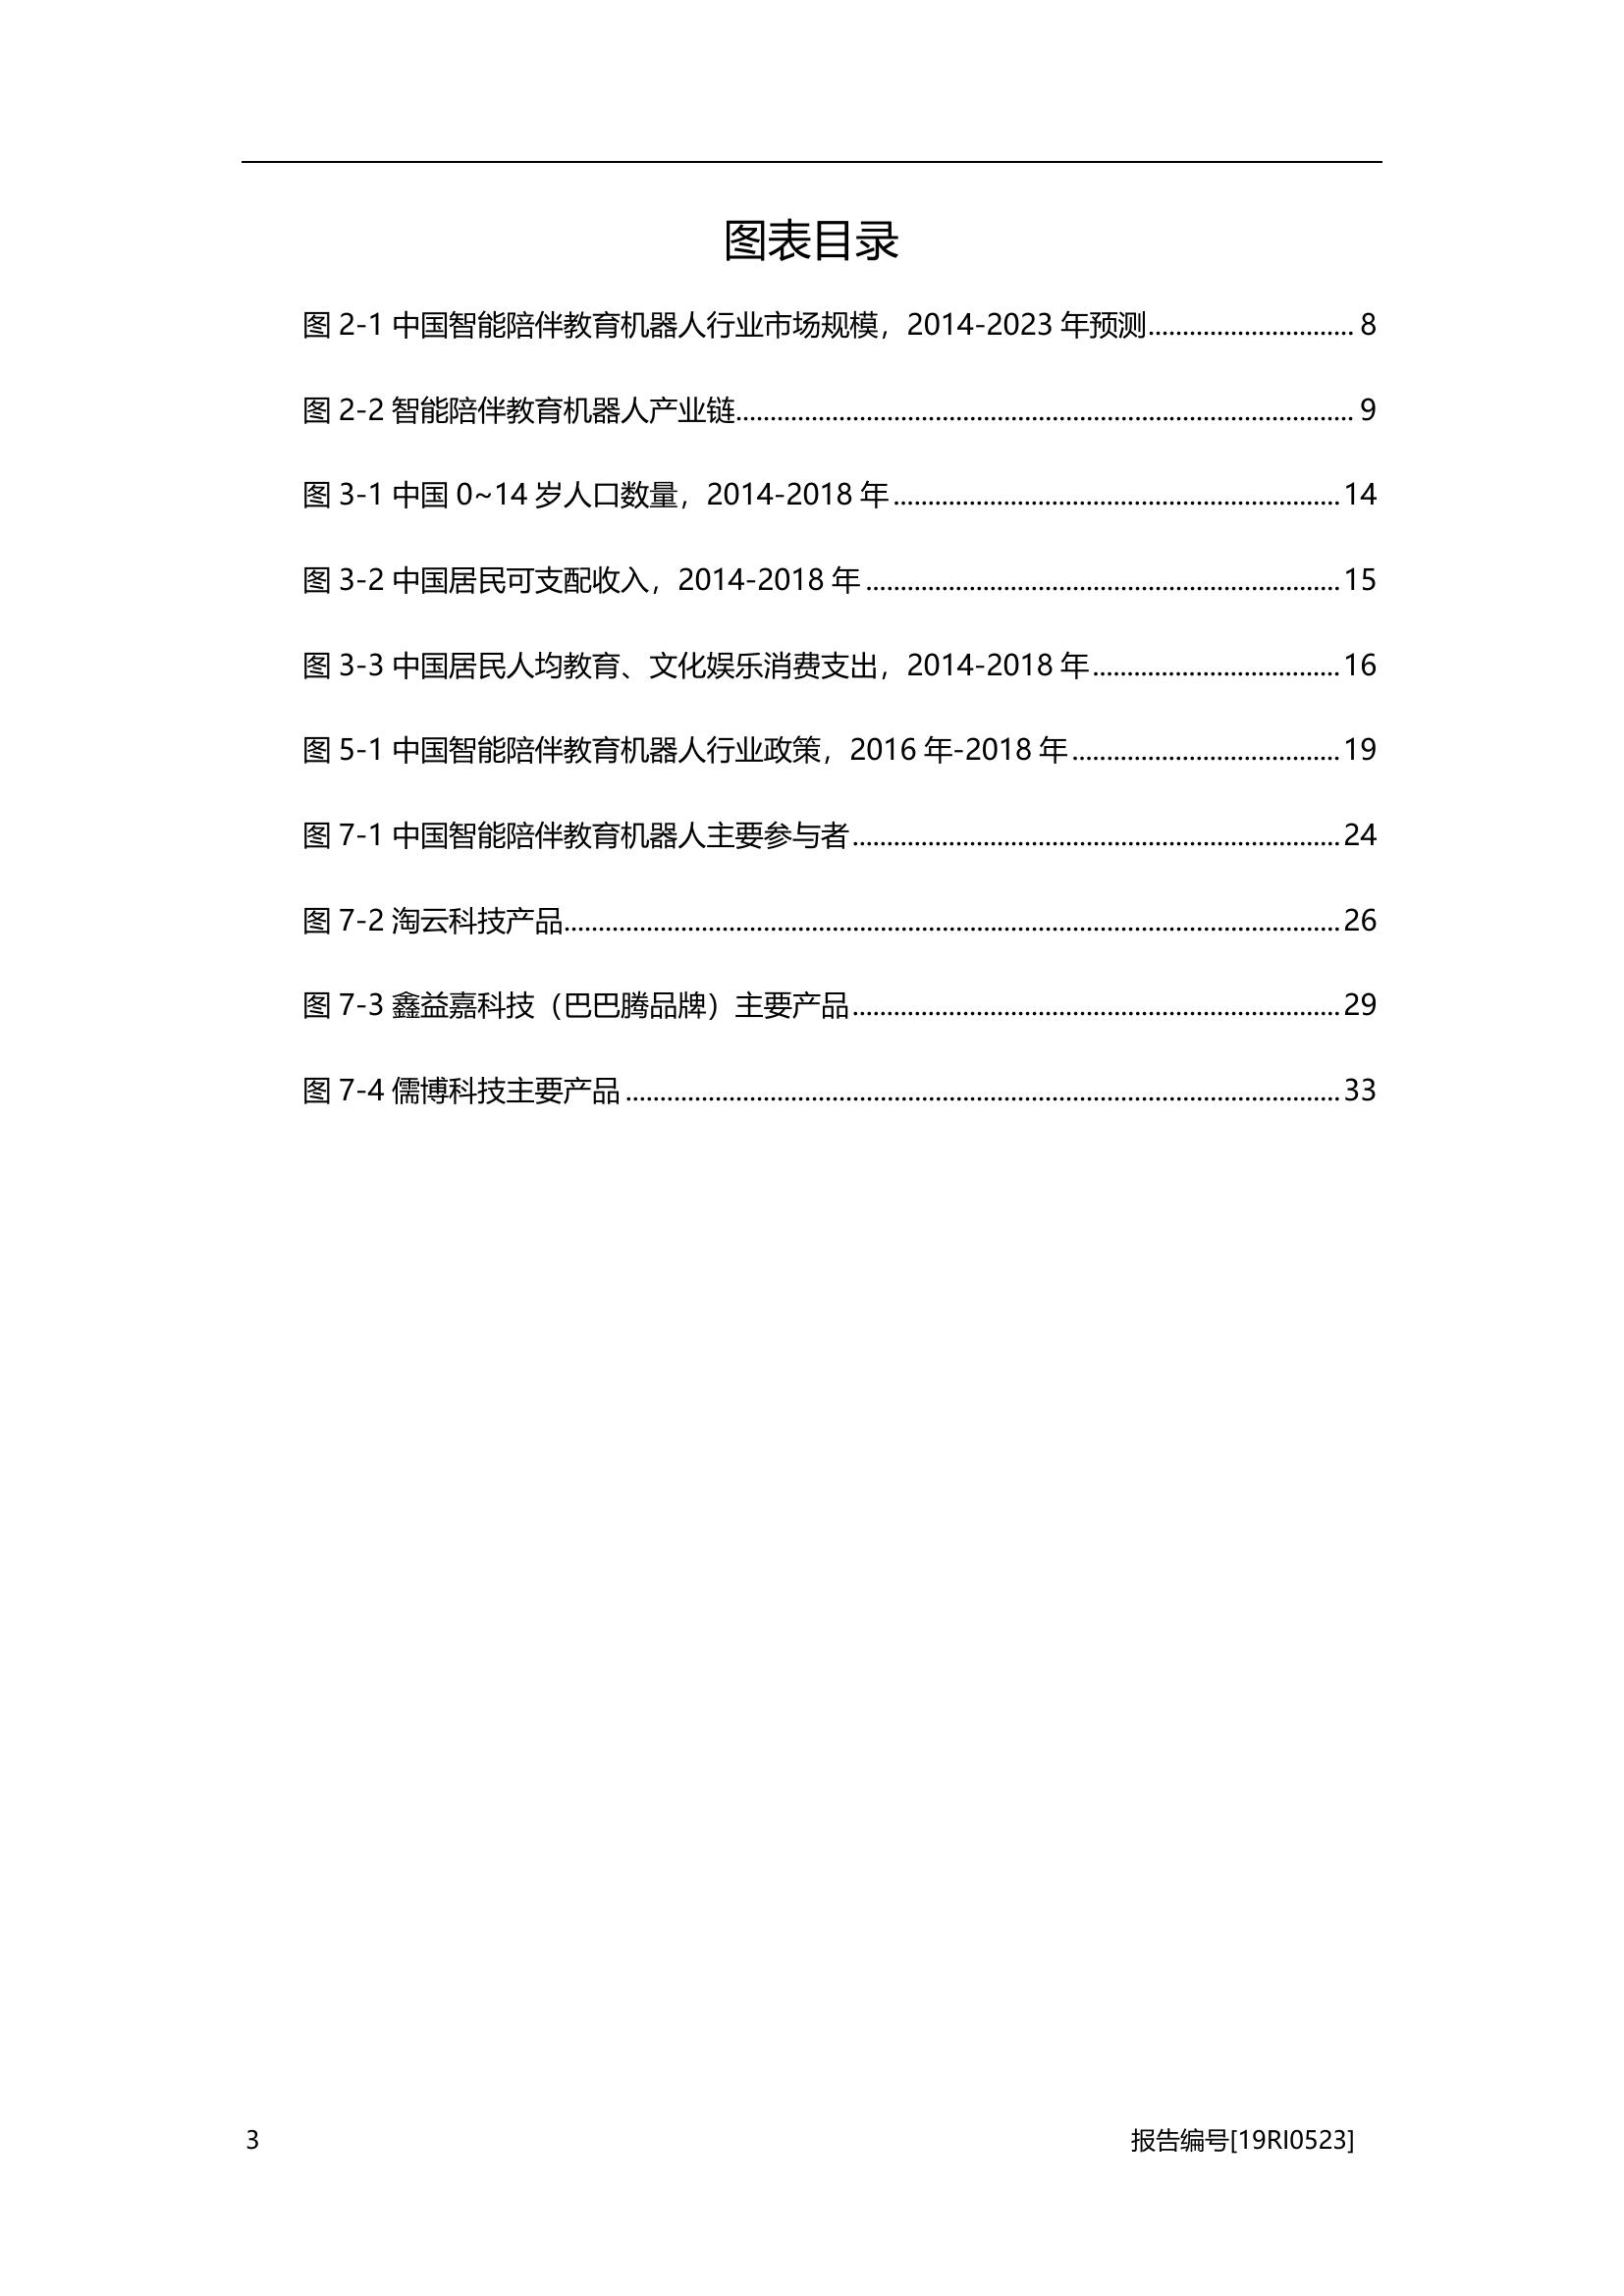 图表目录
图 2-1 中国智能陪伴教育机器人行业市场规模，2014-2023 年预测.............................. 8
图 2-2 智能陪伴教育机器人产业链.......................................................................................... 9
图 3-1 中国 0~14 岁人口数量，2014-2018 年................................................................. 14
图 3-2 中国居民可支配收入，2014-2018 年..................................................................... 15
图 3-3 中国居民人均教育、文化娱乐消费支出，2014-2018 年.................................... 16
图 5-1 中国智能陪伴教育机器人行业政策，2016 年-2018 年....................................... 19
图 7-1 中国智能陪伴教育机器人主要参与者....................................................................... 24
图 7-2 淘云科技产品................................................................................................................. 26
图 7-3 鑫益嘉科技（巴巴腾品牌）主要产品....................................................................... 29
图 7-4 儒博科技主要产品........................................................................................................ 33
3 报告编号[19RI0523]